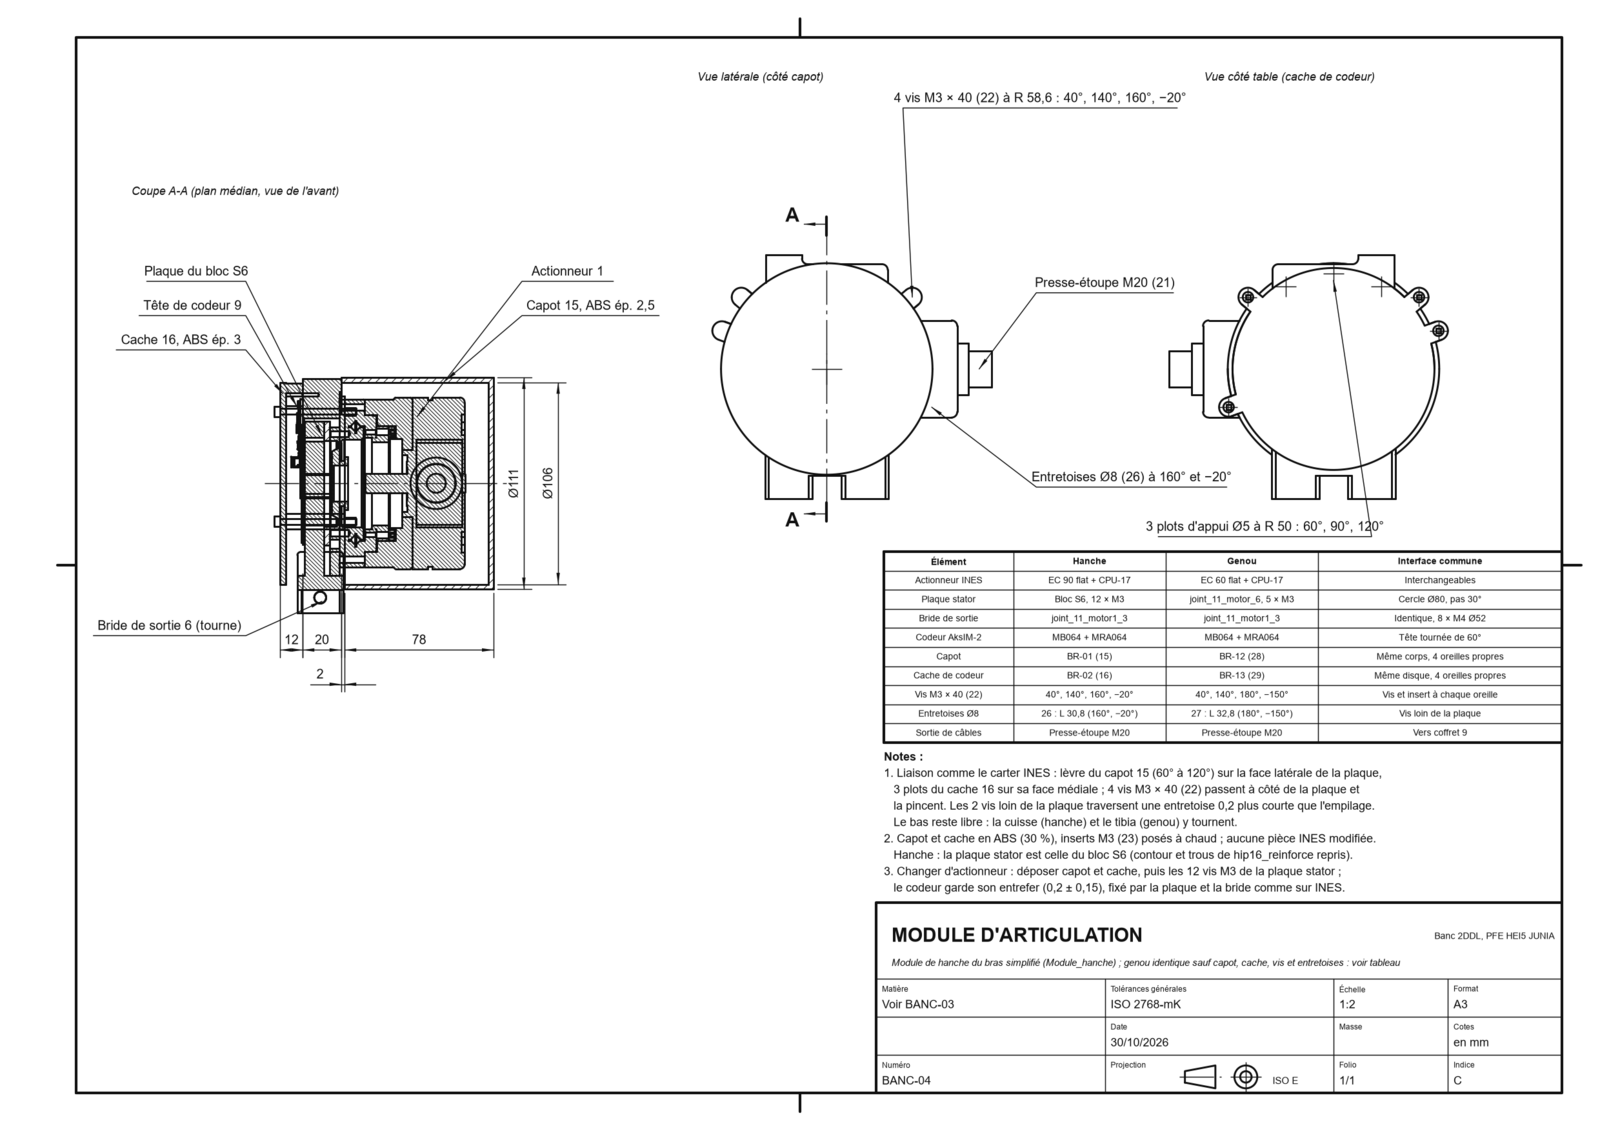 Vue latérale (côté capot)
Vue côté table (cache de codeur)
4 vis M3 × 40 (22) à R 58,6 : 40°, 140°, 160°, −20°
Coupe A-A (plan médian, vue de l'avant)
A
Plaque du bloc S6
Actionneur 1
Presse-étoupe M20 (21)
Tête de codeur 9
Capot 15, ABS ép. 2,5
Cache 16, ABS ép. 3
Ø111
Ø106
Entretoises Ø8 (26) à 160° et −20°
A
3 plots d'appui Ø5 à R 50 : 60°, 90°, 120°
Bride de sortie 6 (tourne)
12 20 78
2
Élément Hanche Genou Interface commune
Actionneur INES EC 90 flat + CPU-17 EC 60 flat + CPU-17 Interchangeables
Plaque stator Bloc S6, 12 × M3 joint_11_motor_6, 5 × M3 Cercle Ø80, pas 30°
Bride de sortie joint_11_motor1_3 joint_11_motor1_3 Identique, 8 × M4 Ø52
Codeur AksIM-2 MB064 + MRA064 MB064 + MRA064 Tête tournée de 60°
Capot BR-01 (15) BR-12 (28) Même corps, 4 oreilles propres
Cache de codeur BR-02 (16) BR-13 (29) Même disque, 4 oreilles propres
Vis M3 × 40 (22) 40°, 140°, 160°, −20° 40°, 140°, 180°, −150° Vis et insert à chaque oreille
Entretoises Ø8 26 : L 30,8 (160°, −20°) 27 : L 32,8 (180°, −150°) Vis loin de la plaque
Sortie de câbles Presse-étoupe M20 Presse-étoupe M20 Vers coffret 9
Notes :
1. Liaison comme le carter INES : lèvre du capot 15 (60° à 120°) sur la face latérale de la plaque,
3 plots du cache 16 sur sa face médiale ; 4 vis M3 × 40 (22) passent à côté de la plaque et
la pincent. Les 2 vis loin de la plaque traversent une entretoise 0,2 plus courte que l'empilage.
Le bas reste libre : la cuisse (hanche) et le tibia (genou) y tournent.
2. Capot et cache en ABS (30 %), inserts M3 (23) posés à chaud ; aucune pièce INES modifiée.
Hanche : la plaque stator est celle du bloc S6 (contour et trous de hip16_reinforce repris).
3. Changer d'actionneur : déposer capot et cache, puis les 12 vis M3 de la plaque stator ;
le codeur garde son entrefer (0,2 ± 0,15), fixé par la plaque et la bride comme sur INES.
MODULE D'ARTICULATION
Banc 2DDL, PFE HEI5 JUNIA
Module de hanche du bras simplifié (Module_hanche) ; genou identique sauf capot, cache, vis et entretoises : voir tableau
Matière Tolérances générales Échelle Format
Voir BANC-03 ISO 2768-mK 1:2 A3
Date Masse Cotes
30/10/2026 en mm
Numéro Projection Folio Indice
BANC-04 ISO E 1/1 C